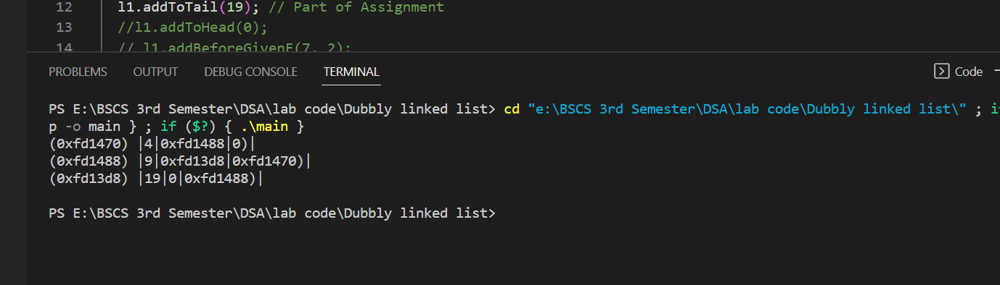 12 l1.addToTail(19); // Part of Assignment
13 //l1.addToHead(0);
14 // l1.addBeforeGivenE(7, 2);
PROBLEMS OUTPUT DEBUG CONSOLE TERMINAL Code
PS E:\BSCS 3rd Semester\DSA\lab code\Dubbly linked list> cd "e:\BSCS 3rd Semester\DSA\lab code\Dubbly linked list\" ;
p -o main } ; if ($?) { .\main }
(0xfd1470) |4|0xfd1488|0)|
(0xfd1488) |9|0xfd13d8|0xfd1470)|
(0xfd13d8) |19|0|0xfd1488)|
PS E:\BSCS 3rd Semester\DSA\lab code\Dubbly linked list>